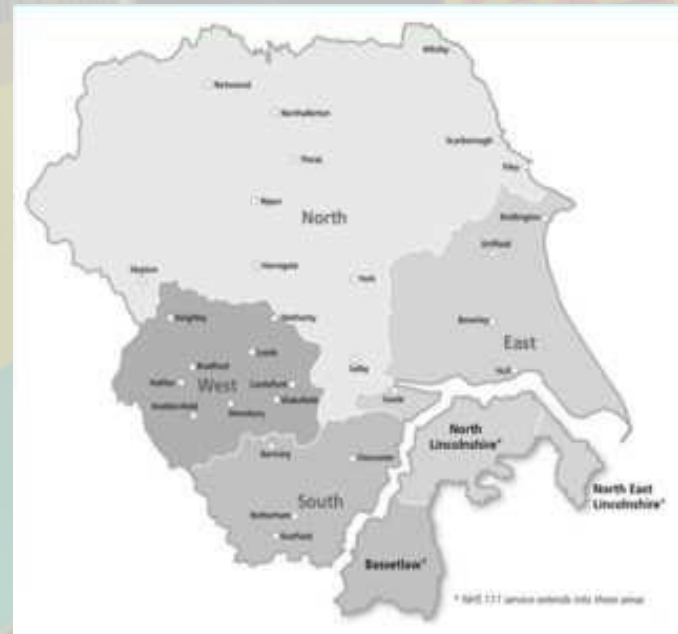 Whitby
Richmond
Northallerton
Scarborough
Thirsk
Filey
Ripon
North
Bridlington
Driffield
Skipton
Harrogate
York
Keighley
Wetherby
Beverley
East
Leeds
Bradford
Selby
Hull
Halifax
West
Castleford
Goole
Wakefield
Huddersfield
Dewsbury
North
Lincolnshire*
Barnsley
Doncaster
North East
Lincolnshire*
South
Rotherham
Sheffield
Bassetlaw*
* NHS 111 service extends into these areas